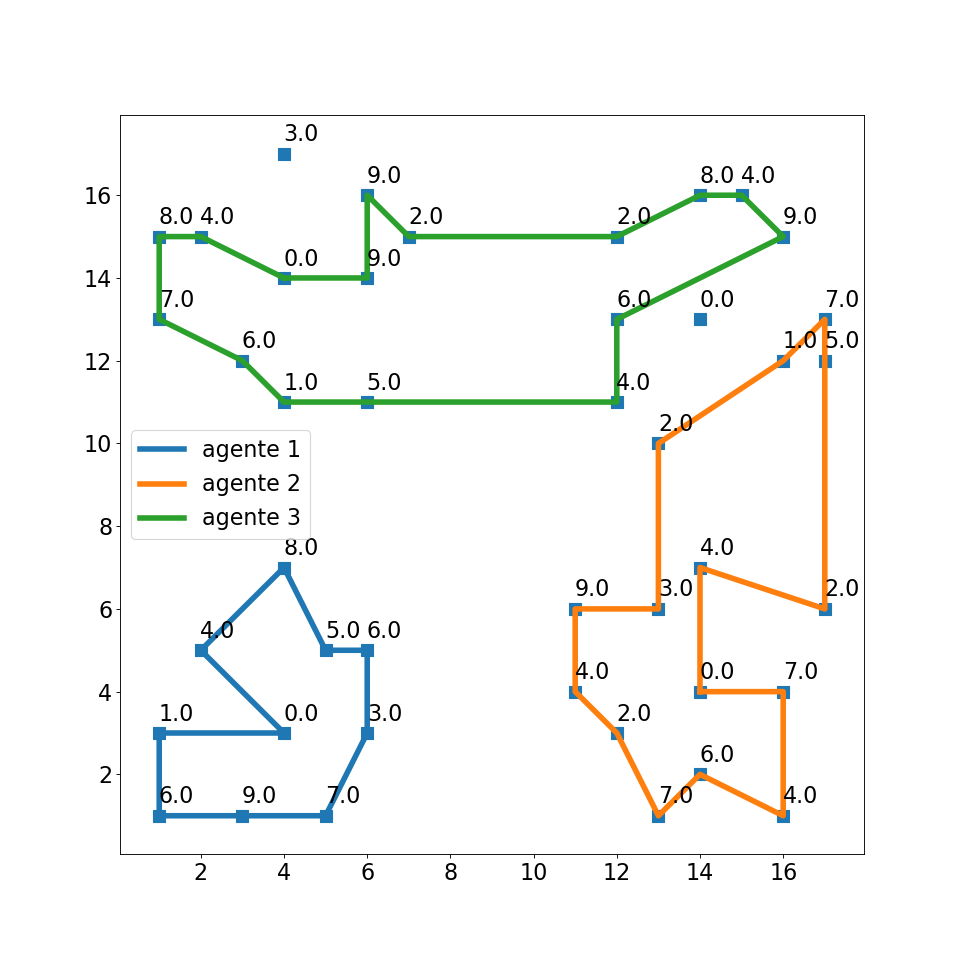 3.0
9.0 8.0 4.0
16
8.0 4.0 2.0 2.0 9.0
0.0 9.0
14
7.0 6.0 0.0 7.0
6.0 1.0 5.0
12
1.0 5.0 4.0
2.0
10
agente 1
agente 2
agente 3
8
8.0 4.0
9.0 3.0 2.0
6
4.0 5.0 6.0
4.0 0.0 7.0
4
1.0 0.0 3.0 2.0
6.0
2
6.0 9.0 7.0 7.0 4.0
2 4 6 8 10 12 14 16